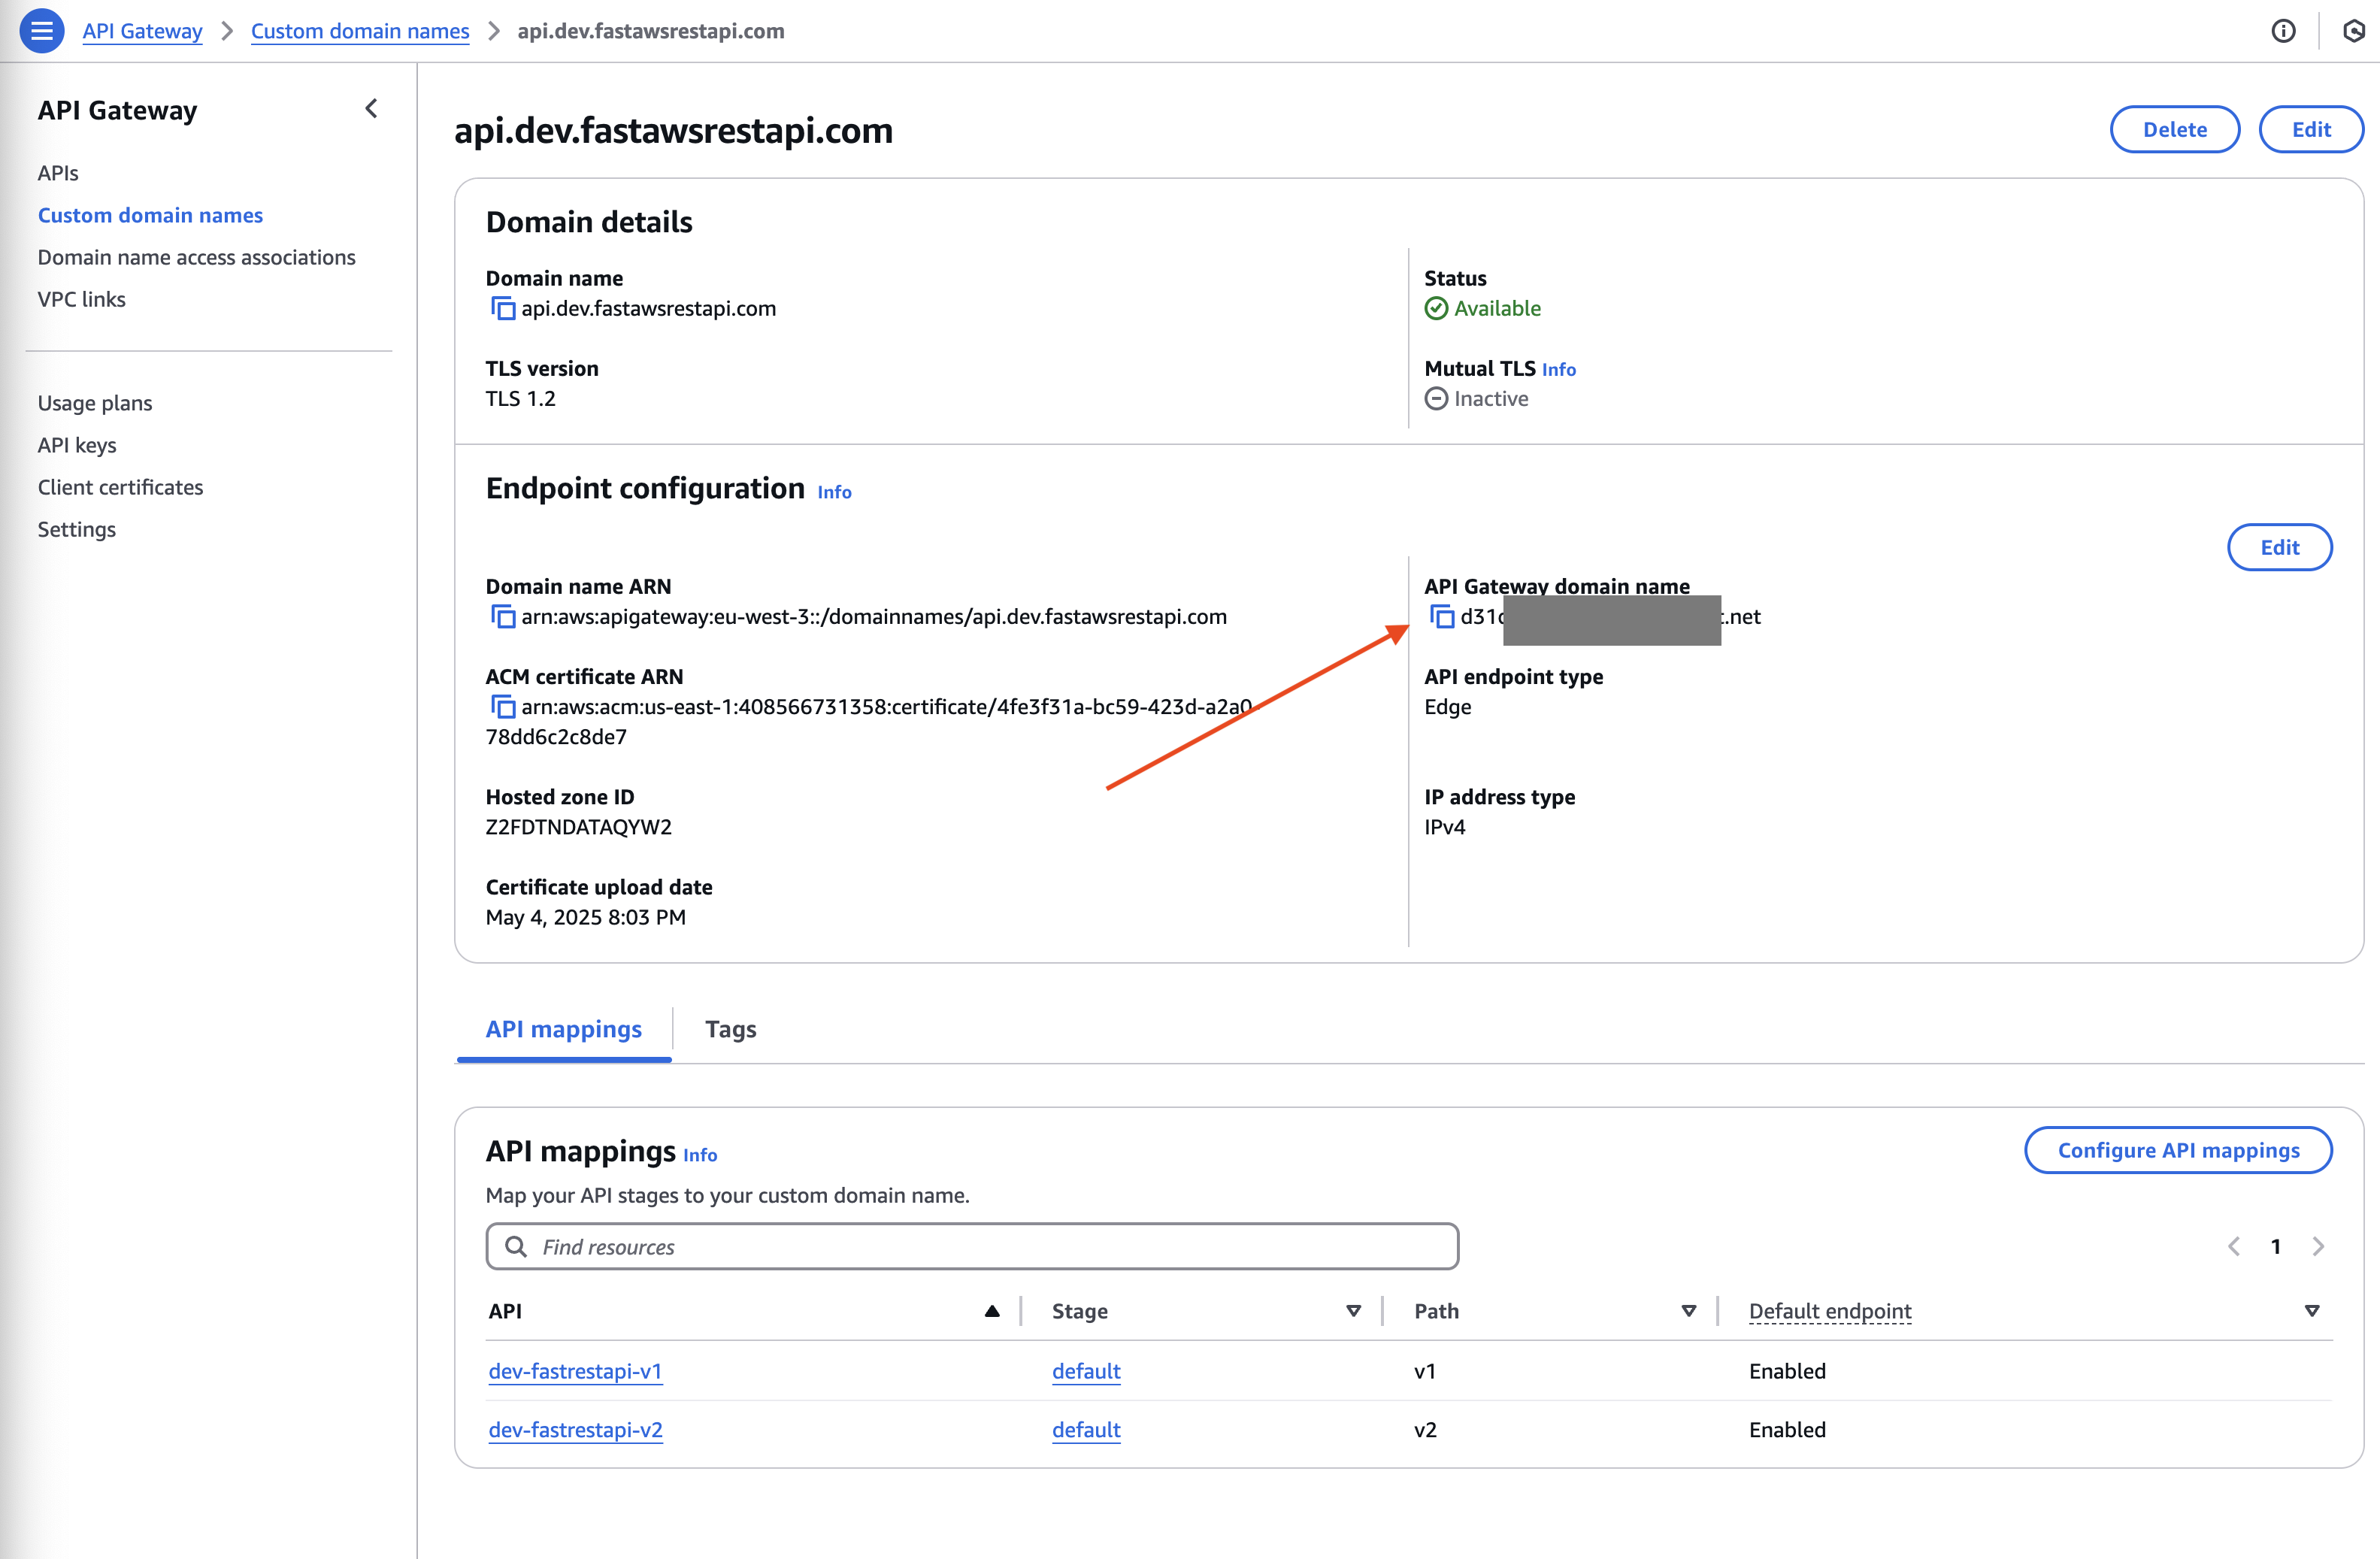 API Gateway > Custom domain names > api.dev.fastawsrestapi.com
API Gateway
APIs
Custom domain names
Domain name access associations
VPC links
Usage plans
API keys
Client certificates
Settings
api.dev.fastawsrestapi.com
Delete
Edit
Domain details
Domain name
api.dev.fastawsrestapi.com
Status
Available
TLS version
TLS 1.2
Mutual TLS Info
Inactive
Endpoint configuration Info
Edit
Domain name ARN
arn:aws:apigateway:eu-west-3::/domainnames/api.dev.fastawsrestapi.com
API Gateway domain name
.net
ACM certificate ARN
arn:aws:acm:us-east-1:408566731358:certificate/4fe3f31a-bc59-423d-a2a0
78dd6c2c8de7
API endpoint type
Edge
Hosted zone ID
Z2FDTNDATAQYW2
IP address type
IPv4
Certificate upload date
May 4, 2025 8:03 PM
API mappings
Tags
API mappings Info
Configure API mappings
Map your API stages to your custom domain name.
Find resources
1
API Stage Path Default endpoint
dev-fastrestapi-v1 default v1 Enabled
dev-fastrestapi-v2 default v2 Enabled